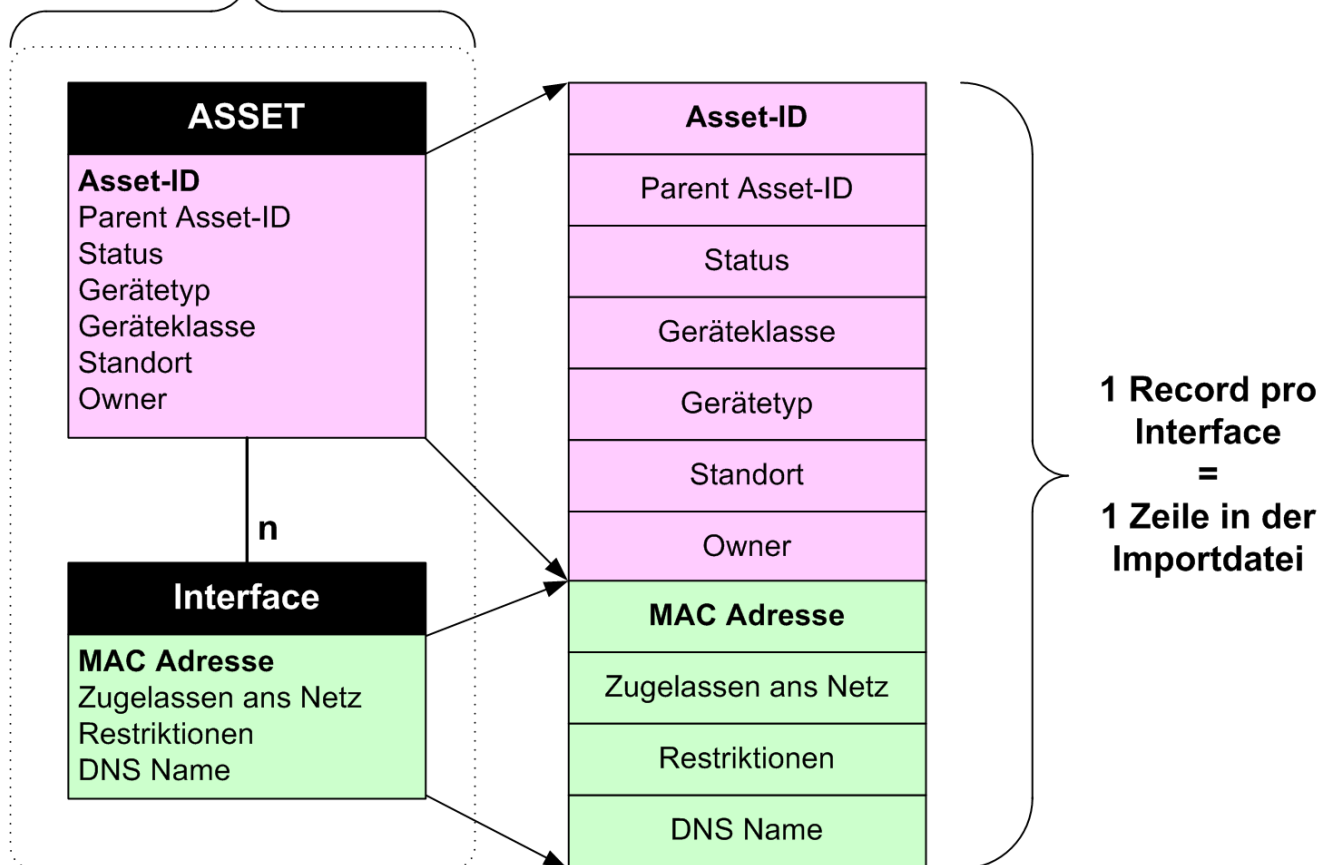 ASSET
Asset-ID
Parent Asset-ID
Status
Gerätetyp
Geräteklasse
Standort
Owner
n
Interface
MAC Adresse
Zugelassen ans Netz
Restriktionen
DNS Name
Asset-ID
Parent Asset-ID
Status
Geräteklasse
Gerätetyp
Standort
Owner
MAC Adresse
Zugelassen ans Netz
Restriktionen
DNS Name
1 Record pro
Interface
=
1 Zeile in der
Importdatei